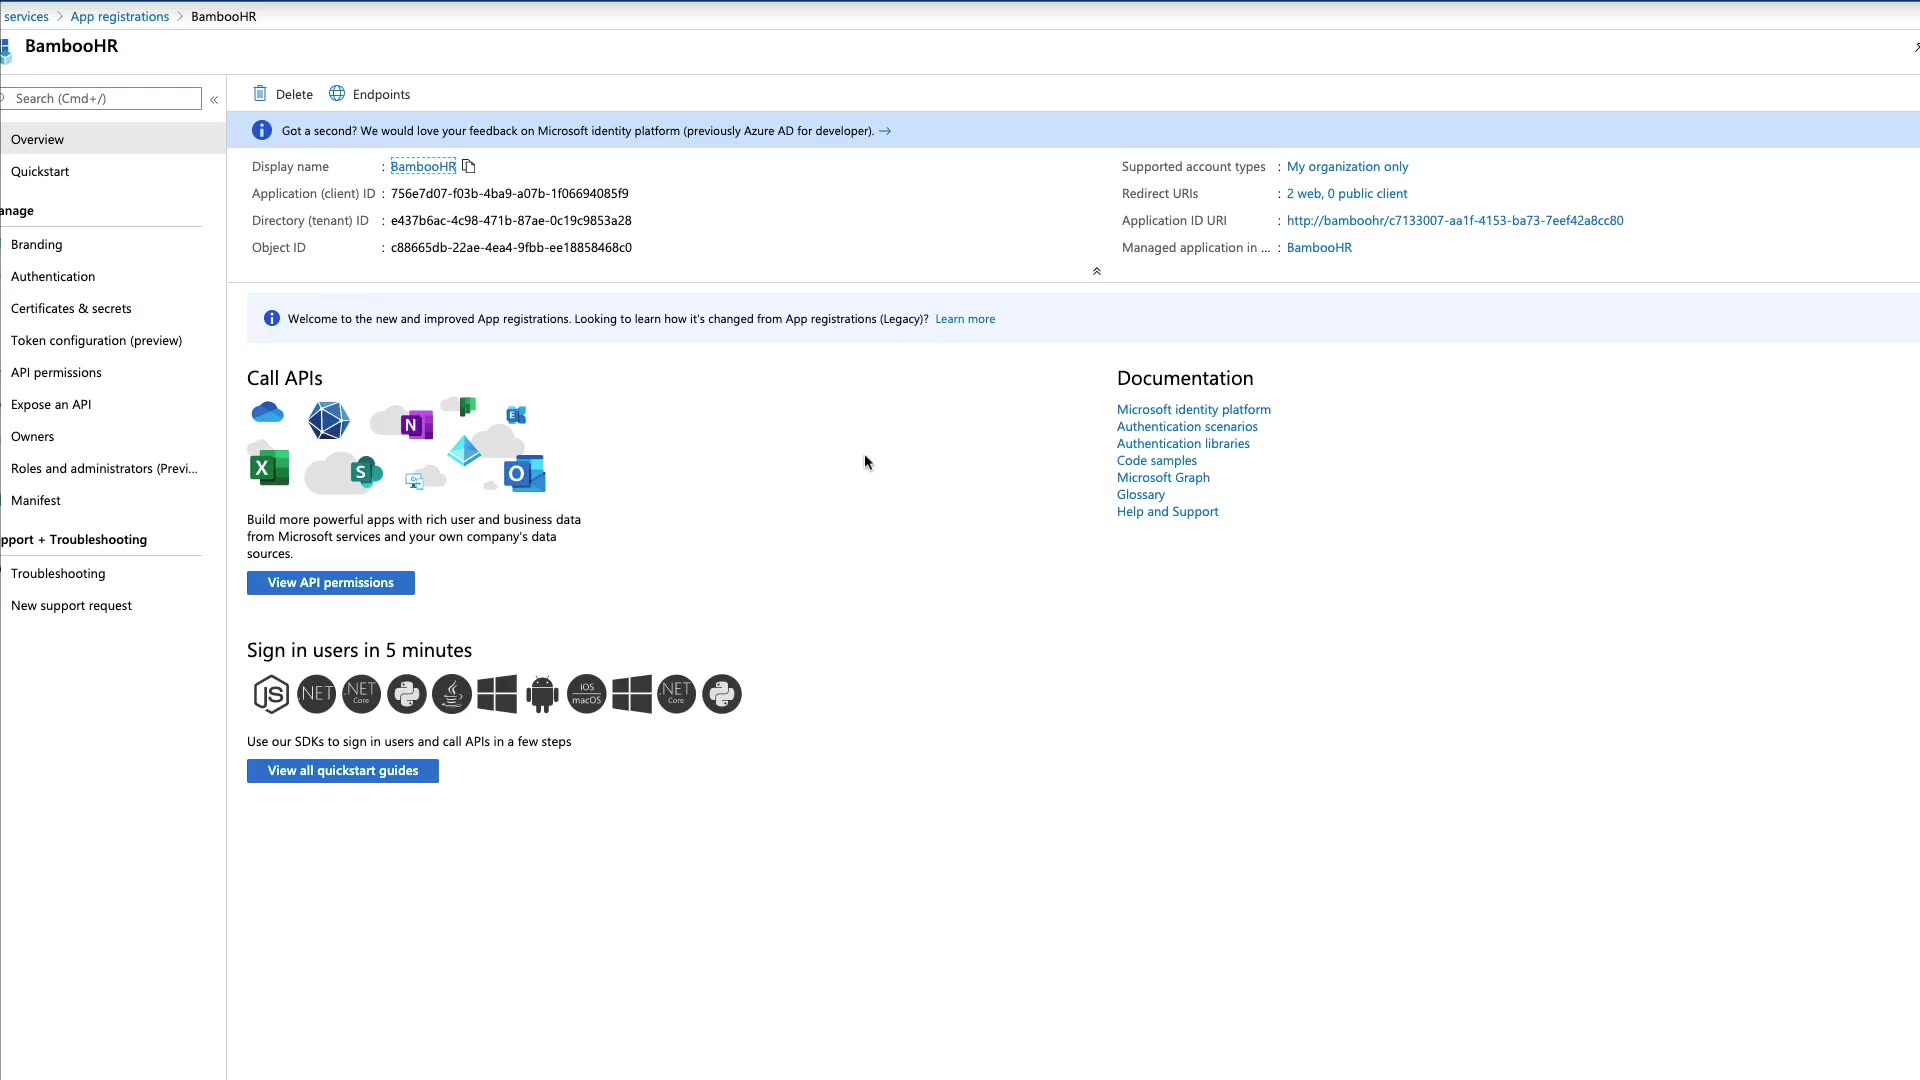 services > App registrations > BambooHR
BambooHR
Search (Cmd+/)
«
Overview
Quickstart
anage
Branding
Authentication
Certificates & secrets
Token configuration (preview)
API permissions
Expose an API
Owners
Roles and administrators (Previ...
Manifest
pport + Troubleshooting
Troubleshooting
New support request
Delete
Endpoints
Got a second? We would love your feedback on Microsoft identity platform (previously Azure AD for developer). →
Display name : BambooHR
Application (client) ID : 756e7d07-f03b-4ba9-a07b-1f06694085f9
Directory (tenant) ID : e437b6ac-4c98-471b-87ae-0c19c9853a28
Object ID : c88665db-22ae-4ea4-9fbb-ee18858468c0
Supported account types : My organization only
Redirect URIs : 2 web, 0 public client
Application ID URI : http://bamboohr/c7133007-aa1f-4153-ba73-7eef42a8cc80
Managed application in ... : BambooHR
Welcome to the new and improved App registrations. Looking to learn how it's changed from App registrations (Legacy)? Learn more
Call APIs
N
E
X
S
O
Build more powerful apps with rich user and business data
from Microsoft services and your own company's data
sources.
View API permissions
Documentation
Microsoft identity platform
Authentication scenarios
Authentication libraries
Code samples
Microsoft Graph
Glossary
Help and Support
Sign in users in 5 minutes
JS .NET .NET Core iOS macOS .NET Core
Use our SDKs to sign in users and call APIs in a few steps
View all quickstart guides